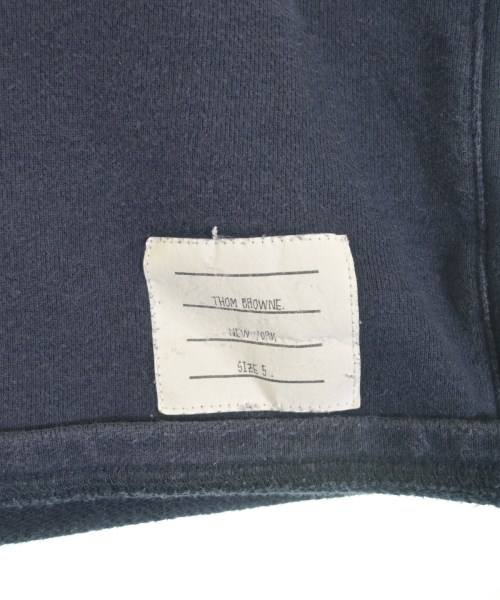 THOM BROWNE.
NEW YORK
SIZE 5.